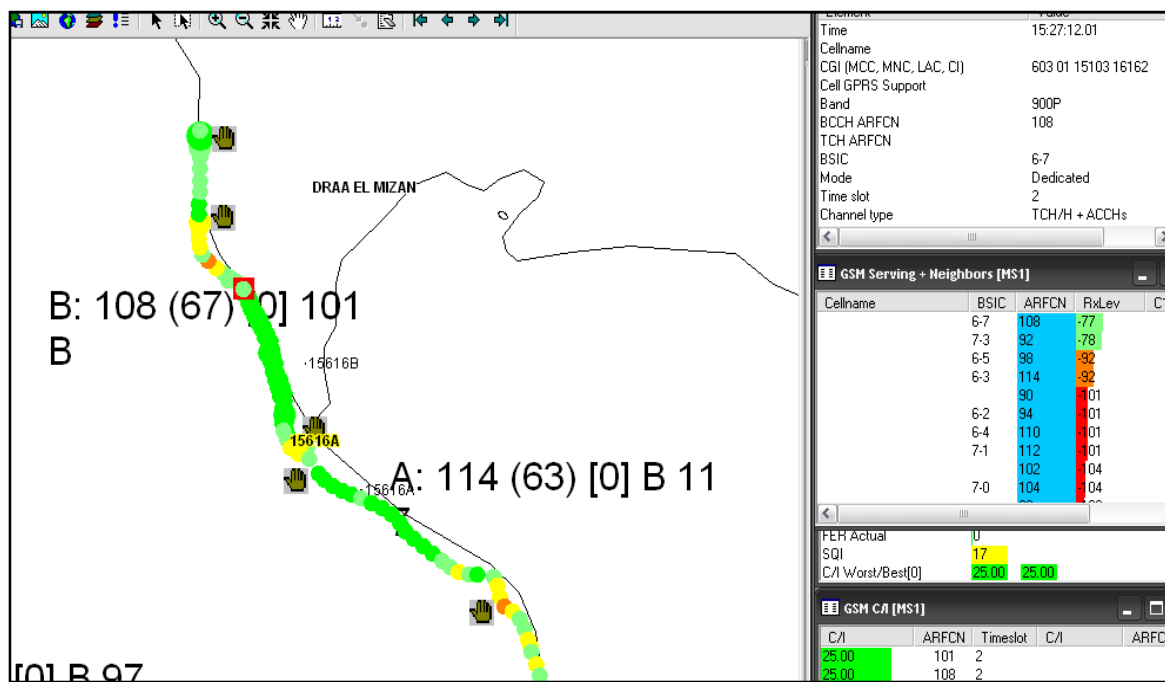 Time 15:27:12.01
Cellname
CGI (MCC, MNC, LAC, CI) 603 01 15103 16162
Cell GPRS Support
Band 900P
BCCH ARFCN 108
TCH ARFCN
BSIC 6-7
Mode Dedicated
Time slot 2
Channel type TCH/H + ACCHs
DRAA EL MIZAN
B: 108 (67) [0] 101
B
15616B
15616A
A: 114 (63) [0] B 11
15616A
[0] B 97
GSM Serving + Neighbors [MS1]
Cellname BSIC ARFCN RxLev
6-7 108 -77
7-3 92 -78
6-5 98 -92
6-3 114 -92
90 -101
6-2 94 -101
6-4 110 -101
7-1 112 -101
102 -104
7-0 104 -104
FER Actual 0
SQI 17
C/I Worst/Best[0] 25.00 25.00
GSM C/I [MS1]
C/I ARFCN Timeslot C/I ARFC
25.00 101 2
25.00 108 2